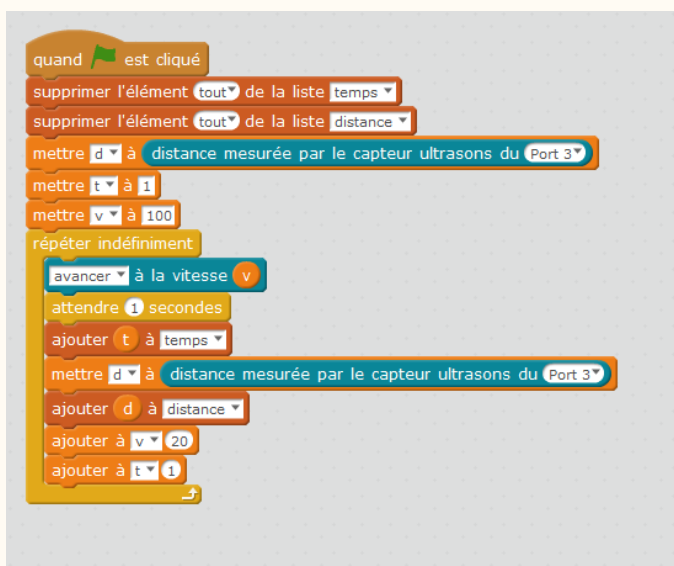 quand est cliqué
supprimer l'élément tout de la liste temps
supprimer l'élément tout de la liste distance
mettre d à distance mesurée par le capteur ultrasons du Port 3
mettre t à 1
mettre v à 100
répéter indéfiniment
avancer à la vitesse v
attendre 1 secondes
ajouter t à temps
mettre d à distance mesurée par le capteur ultrasons du Port 3
ajouter d à distance
ajouter à v 20
ajouter à t 1